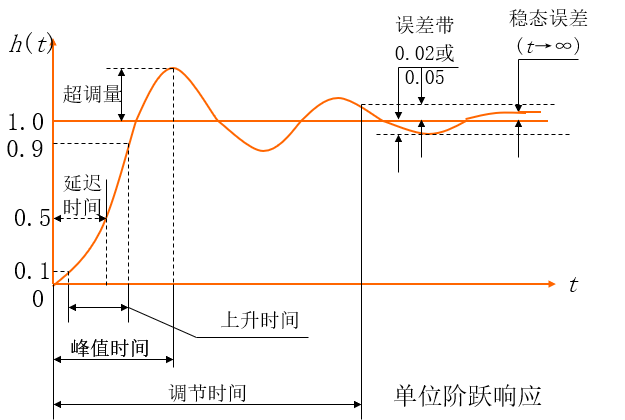 h(t)
误差带
0.02或
0.05
稳态误差
(t→∞)
超调量
1.0
0.9
延迟
时间
0.5
0.1
0
t
上升时间
峰值时间
调节时间
单位阶跃响应